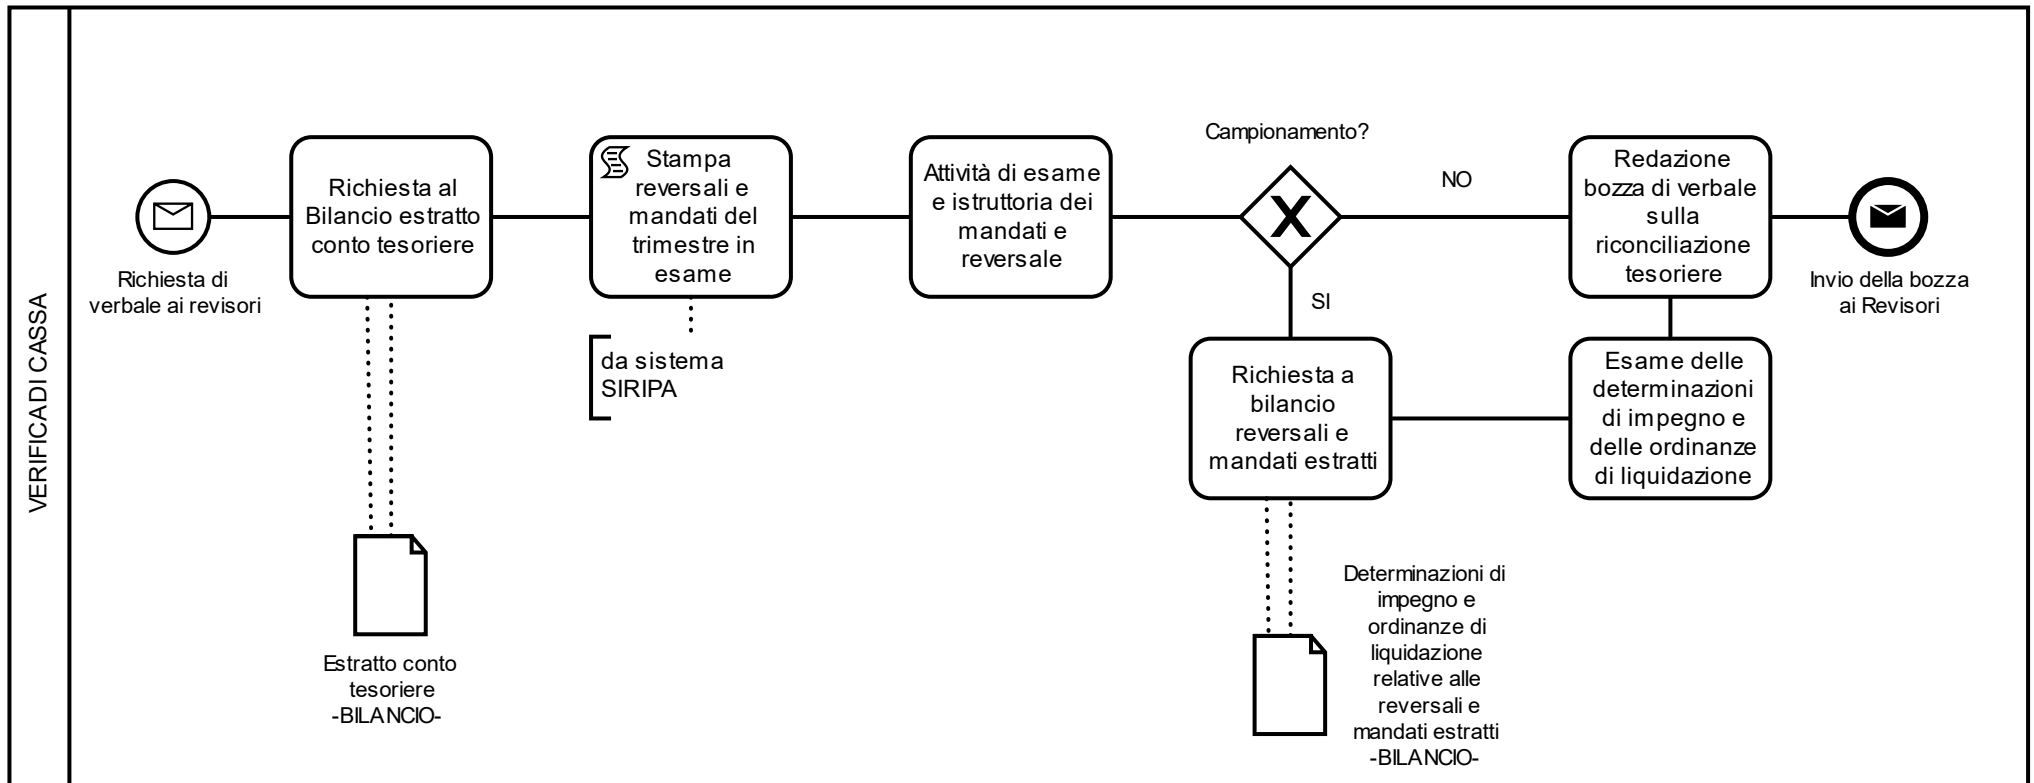 VERIFICA DI CASSA
Richiesta di
verbale ai revisori
Richiesta al
Bilancio estratto
conto tesoriere
Estratto conto
tesoriere
-BILANCIO-
Stampa
reversali e
mandati del
trimestre in
esame
da sistema
SIRIPA
Attività di esame
e istruttoria dei
mandati e
reversale
Campionamento?
NO
SI
Richiesta a
bilancio
reversali e
mandati estratti
Determinazioni di
impegno e
ordinanze di
liquidazione
relative alle
reversali e
mandati estratti
-BILANCIO-
Esame delle
determinazioni
di impegno e
delle ordinanze
di liquidazione
Redazione
bozza di verbale
sulla
riconciliazione
tesoriere
Invio della bozza
ai Revisori